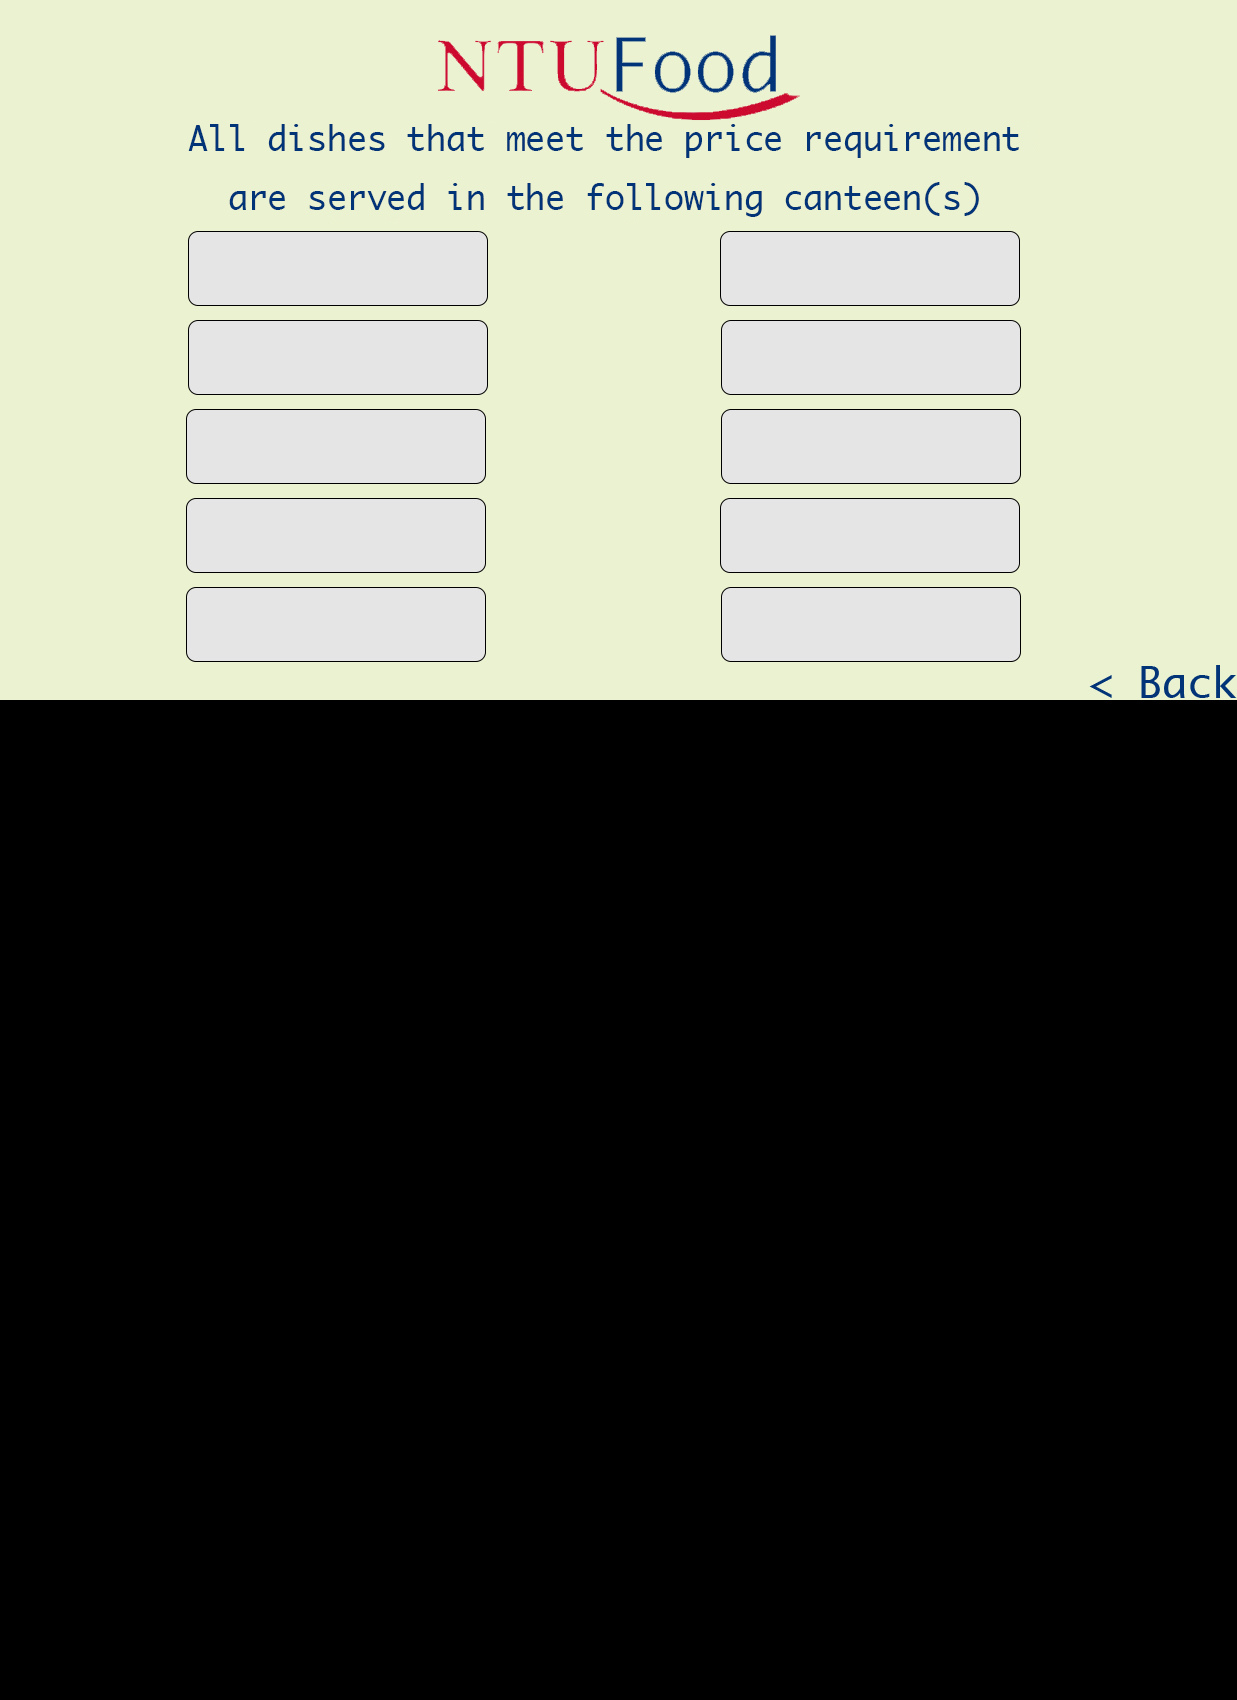 NTUFood
All dishes that meet the price requirement
are served in the following canteen(s)
< Back